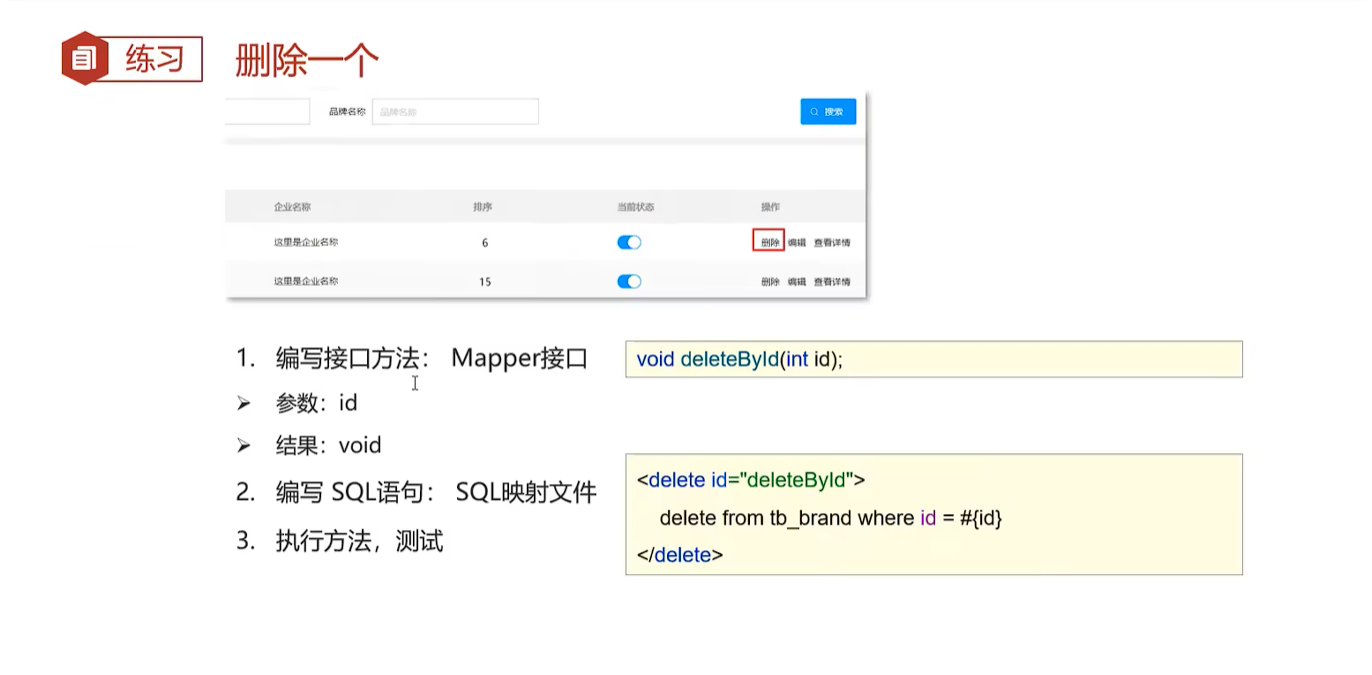 练习 删除一个
品牌名称 品牌名称 搜索
企业名称 排序 当前状态 操作
这里是企业名称 6 删除 编辑 查看详情
这里是企业名称 15 删除 编辑 查看详情
1. 编写接口方法： Mapper接口
➢ 参数：id
➢ 结果：void
2. 编写 SQL语句： SQL映射文件
3. 执行方法，测试
void deleteById(int id);
<delete id="deleteById">
delete from tb_brand where id = #{id}
</delete>